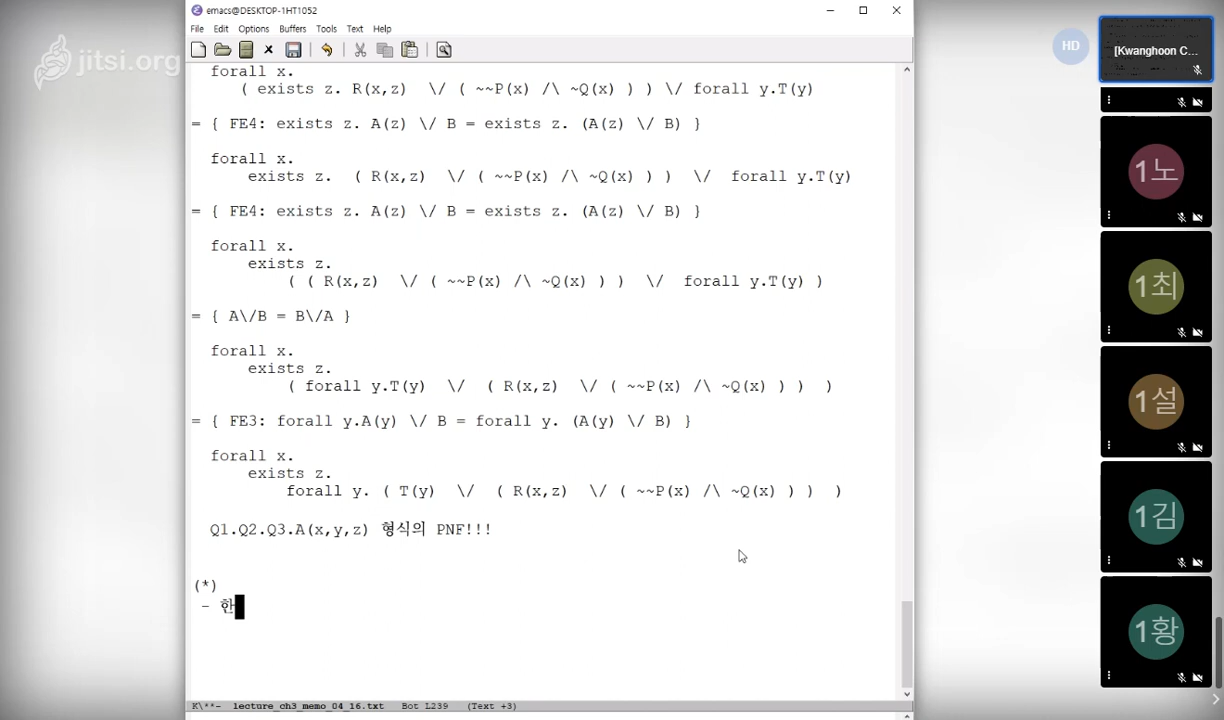 emacs@DESKTOP-1HT1052
File Edit Options Buffers Tools Text Help
jitsi.org
HD
[Kwanghoon C...
forall x.
( exists z. R(x,z) \/ ( ~~P(x) /\ ~Q(x) ) ) \/ forall y.T(y)
= { FE4: exists z. A(z) \/ B = exists z. (A(z) \/ B) }
forall x.
exists z. ( R(x,z) \/ ( ~~P(x) /\ ~Q(x) ) ) \/ forall y.T(y)
= { FE4: exists z. A(z) \/ B = exists z. (A(z) \/ B) }
forall x.
exists z.
( ( R(x,z) \/ ( ~~P(x) /\ ~Q(x) ) ) \/ forall y.T(y) )
= { A\/B = B\/A }
forall x.
exists z.
( forall y.T(y) \/ ( R(x,z) \/ ( ~~P(x) /\ ~Q(x) ) ) )
= { FE3: forall y.A(y) \/ B = forall y. (A(y) \/ B) }
forall x.
exists z.
forall y. ( T(y) \/ ( R(x,z) \/ ( ~~P(x) /\ ~Q(x) ) ) )
Q1.Q2.Q3.A(x,y,z) 형식의 PNF!!!
(*)
- 한
K\**- lecture_ch3_memo_04_16.txt Bot L239 (Text +3)
1노
1최
1설
1김
1황